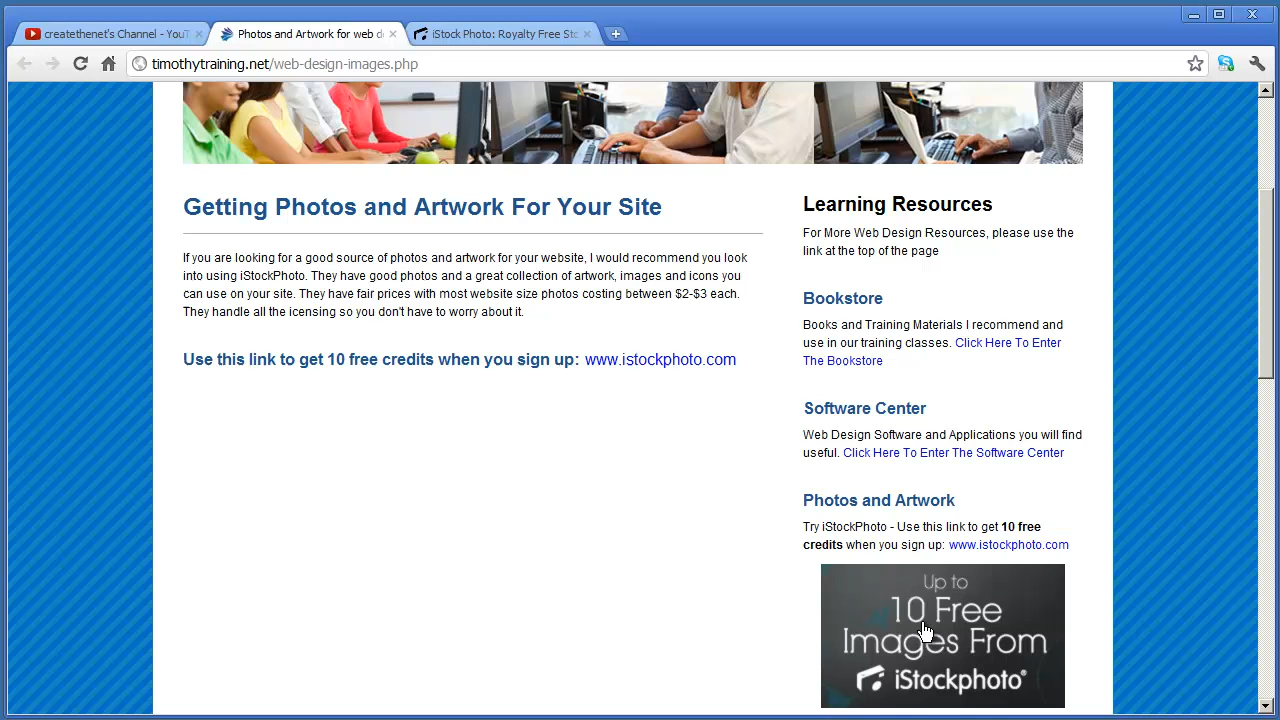 createthenet's Channel - YouT
Photos and Artwork for web d
iStock Photo: Royalty Free Sto
timothytraining.net/web-design-images.php
Getting Photos and Artwork For Your Site
If you are looking for a good source of photos and artwork for your website, I would recommend you look
into using iStockPhoto. They have good photos and a great collection of artwork, images and icons you
can use on your site. They have fair prices with most website size photos costing between $2-$3 each.
They handle all the icensing so you don't have to worry about it.
Use this link to get 10 free credits when you sign up: www.istockphoto.com
Learning Resources
For More Web Design Resources, please use the
link at the top of the page
Bookstore
Books and Training Materials I recommend and
use in our training classes. Click Here To Enter
The Bookstore
Software Center
Web Design Software and Applications you will find
useful. Click Here To Enter The Software Center
Photos and Artwork
Try iStockPhoto - Use this link to get 10 free
credits when you sign up: www.istockphoto.com
Up to
10 Free
Images From
iStockphoto®